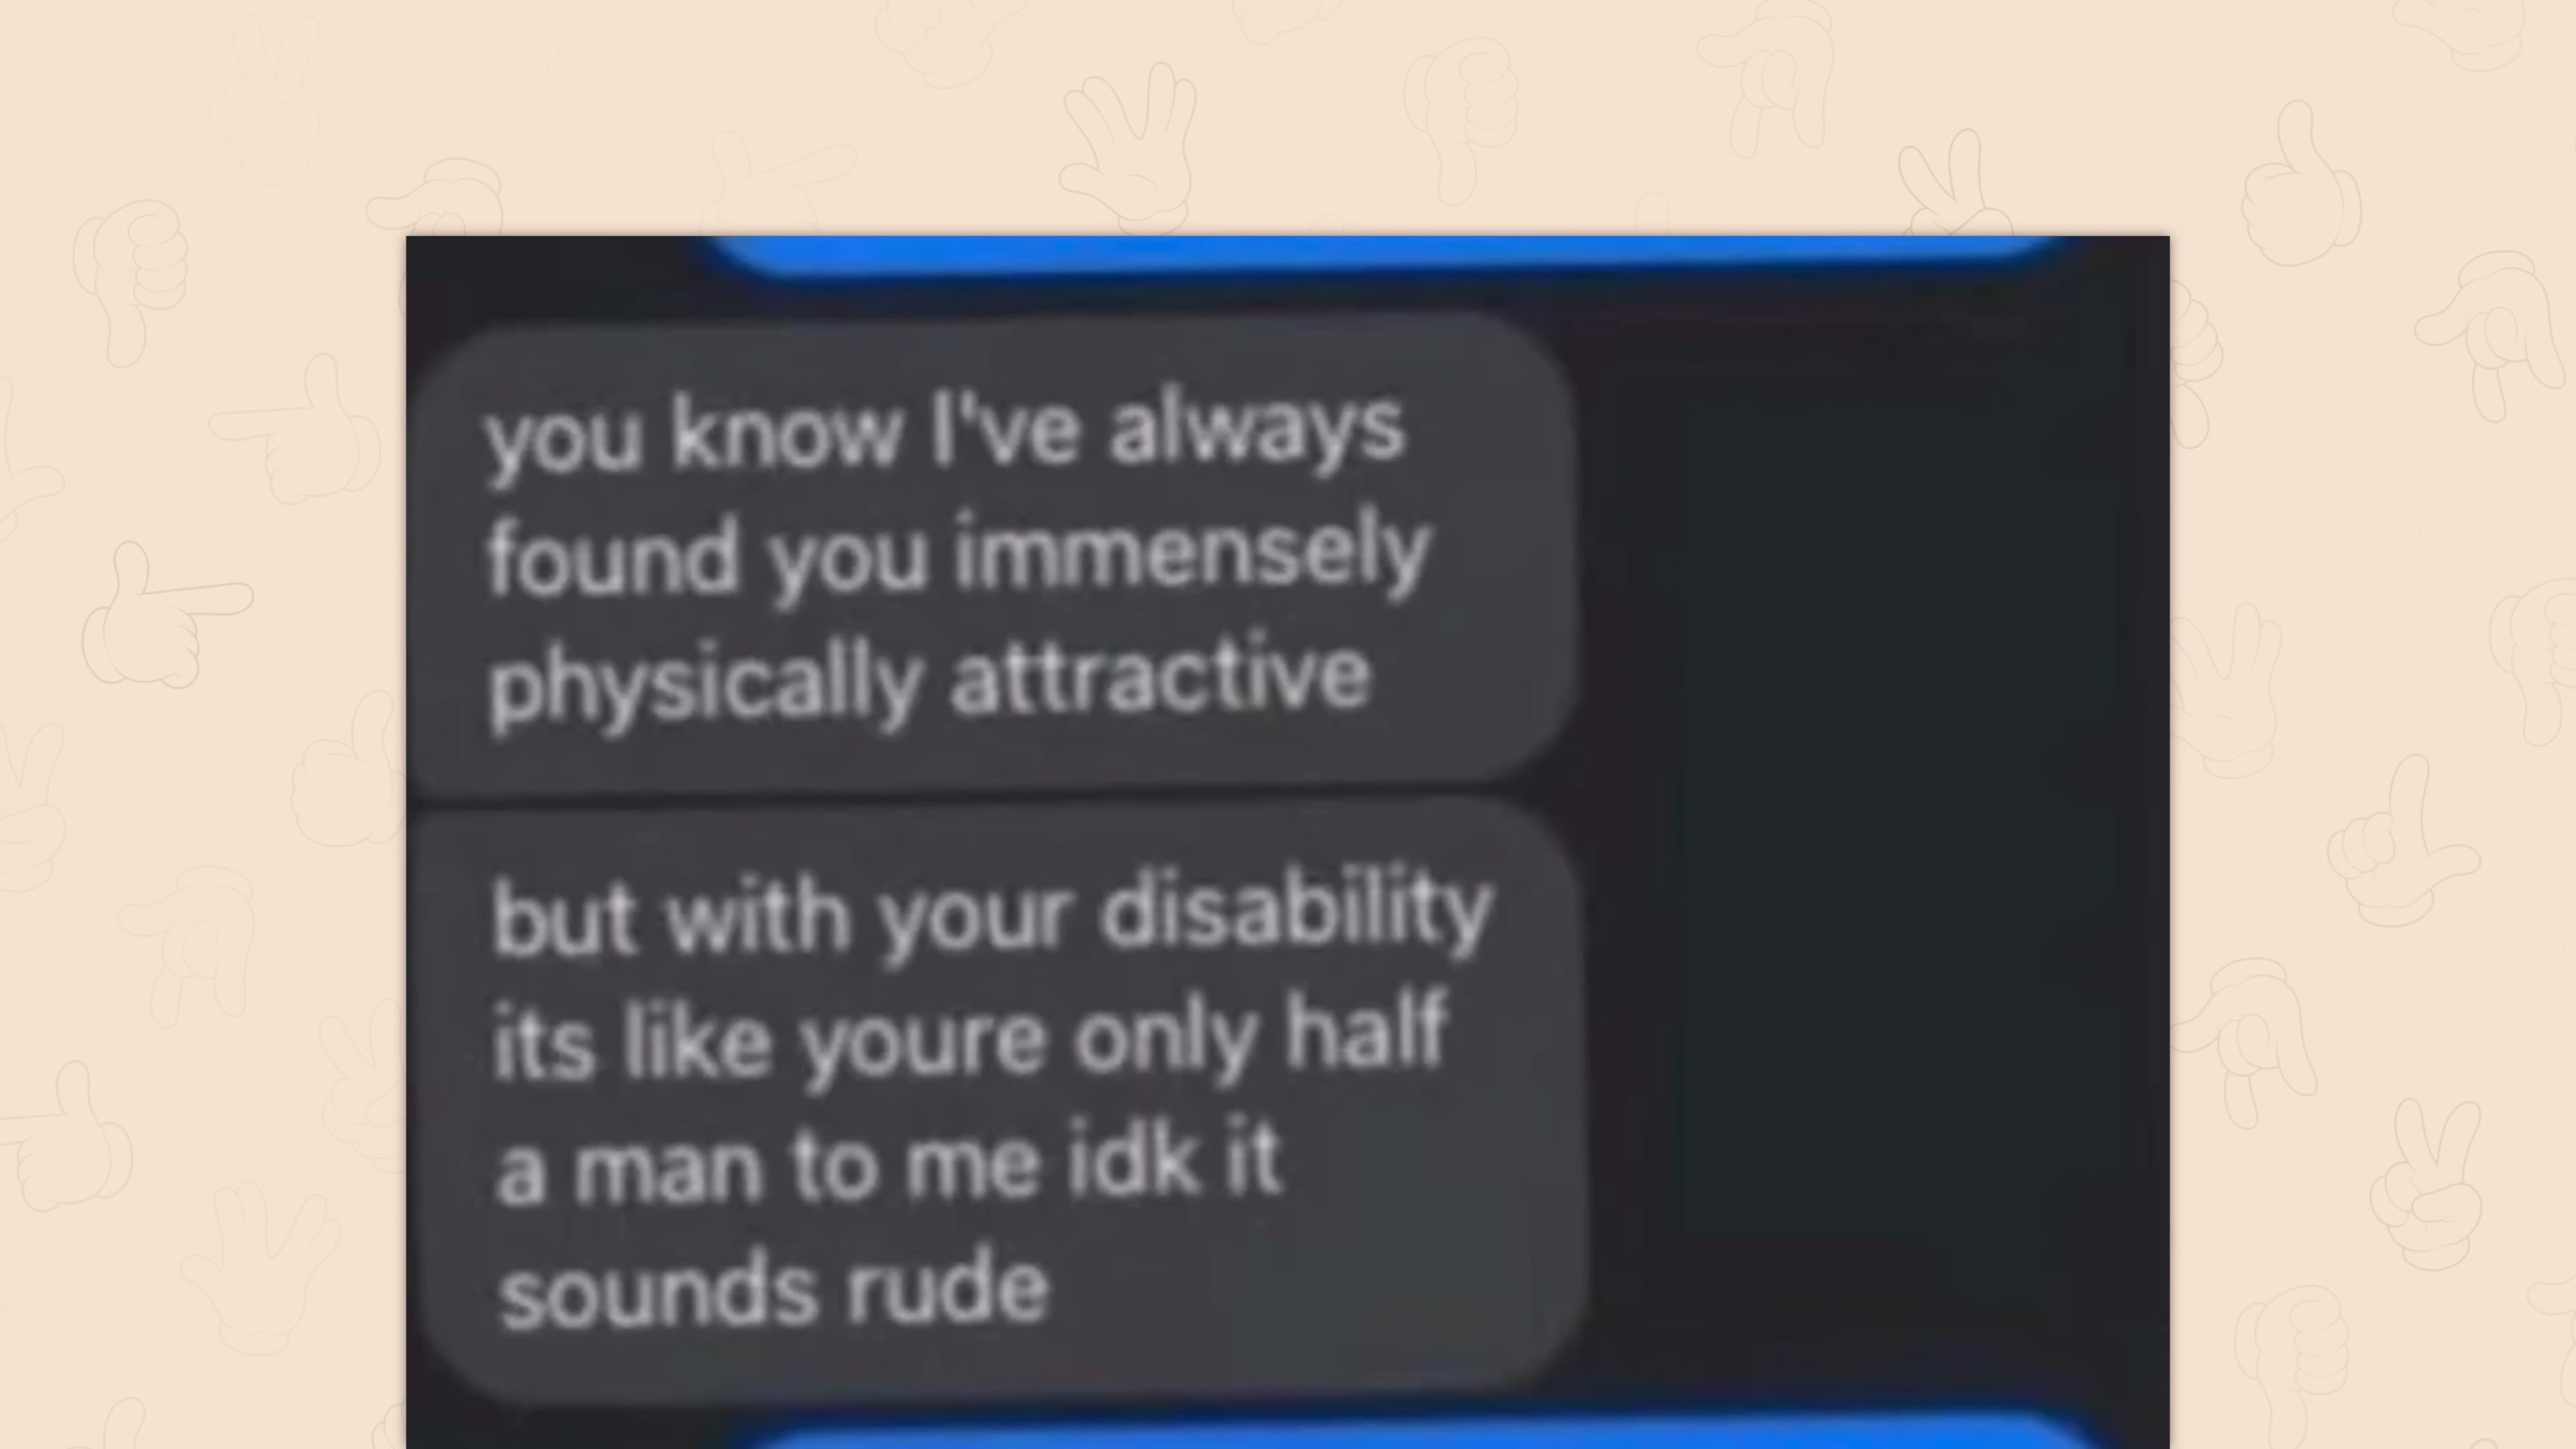 you know I've always
found you immensely
physically attractive
but with your disability
its like youre only half
a man to me idk it
sounds rude